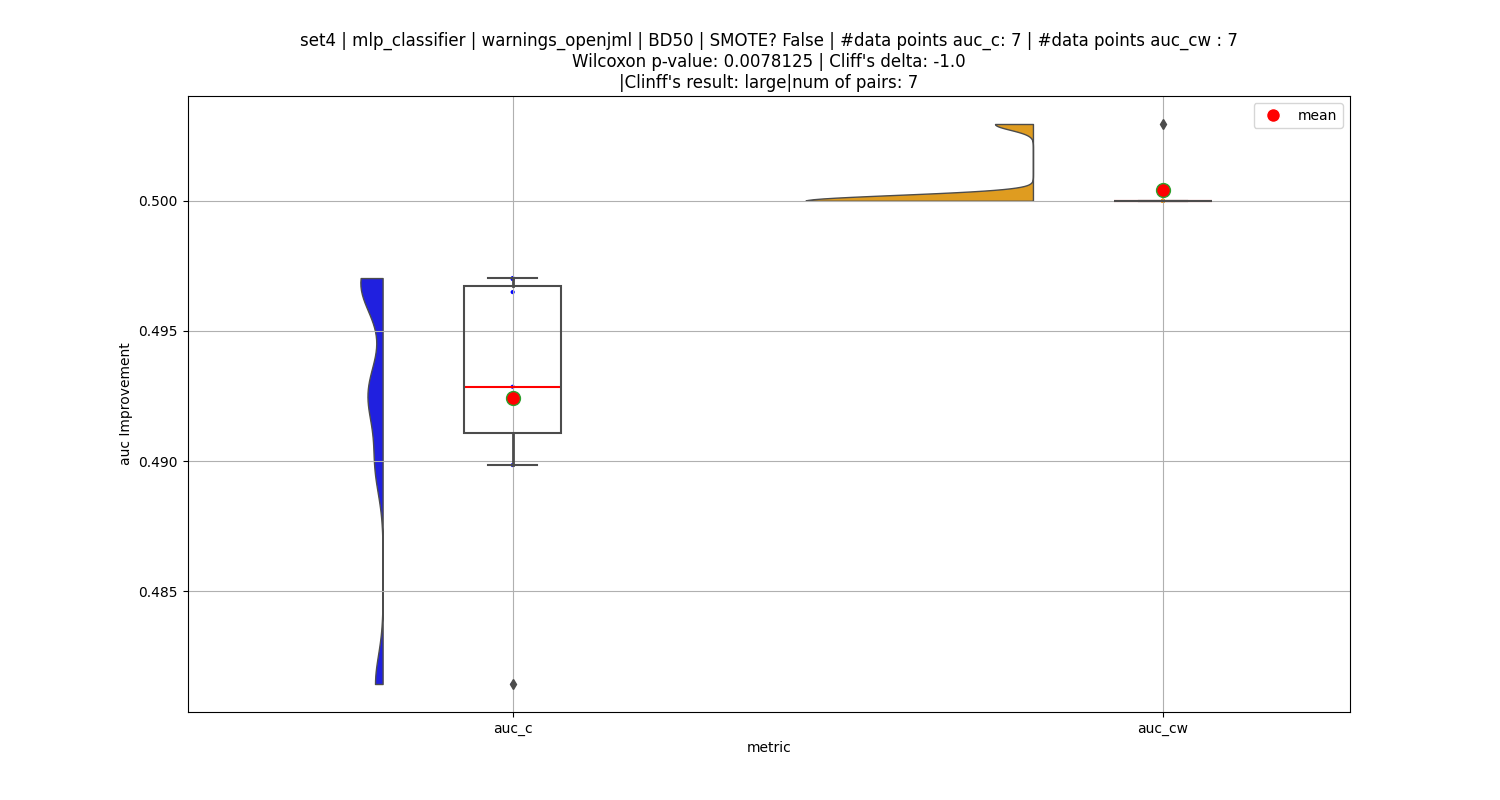 set4 | mlp_classifier | warnings_openjml | BD50 | SMOTE? False | #data points auc_c: 7 | #data points auc_cw : 7
Wilcoxon p-value: 0.0078125 | Cliff's delta: -1.0
|Clinff's result: large|num of pairs: 7
mean
0.500
0.495
0.490
0.485
auc Improvement
auc_c
auc_cw
metric